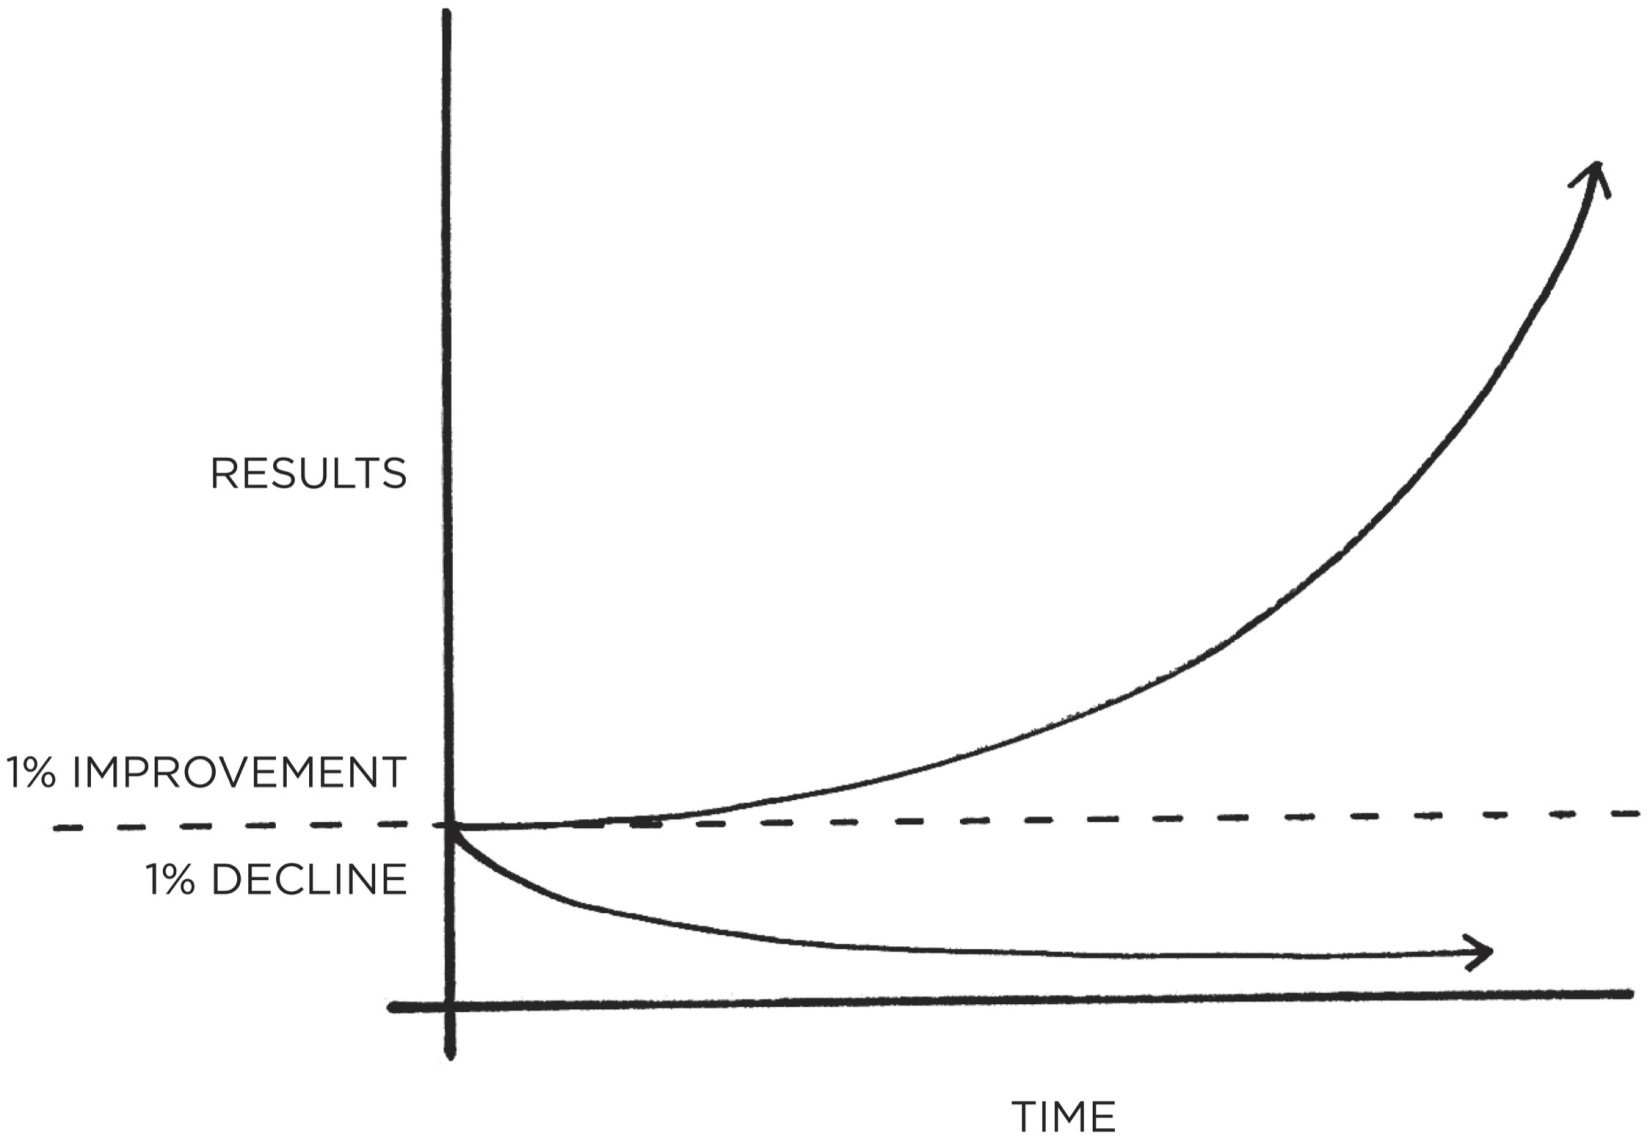 RESULTS
1% IMPROVEMENT
1% DECLINE
TIME